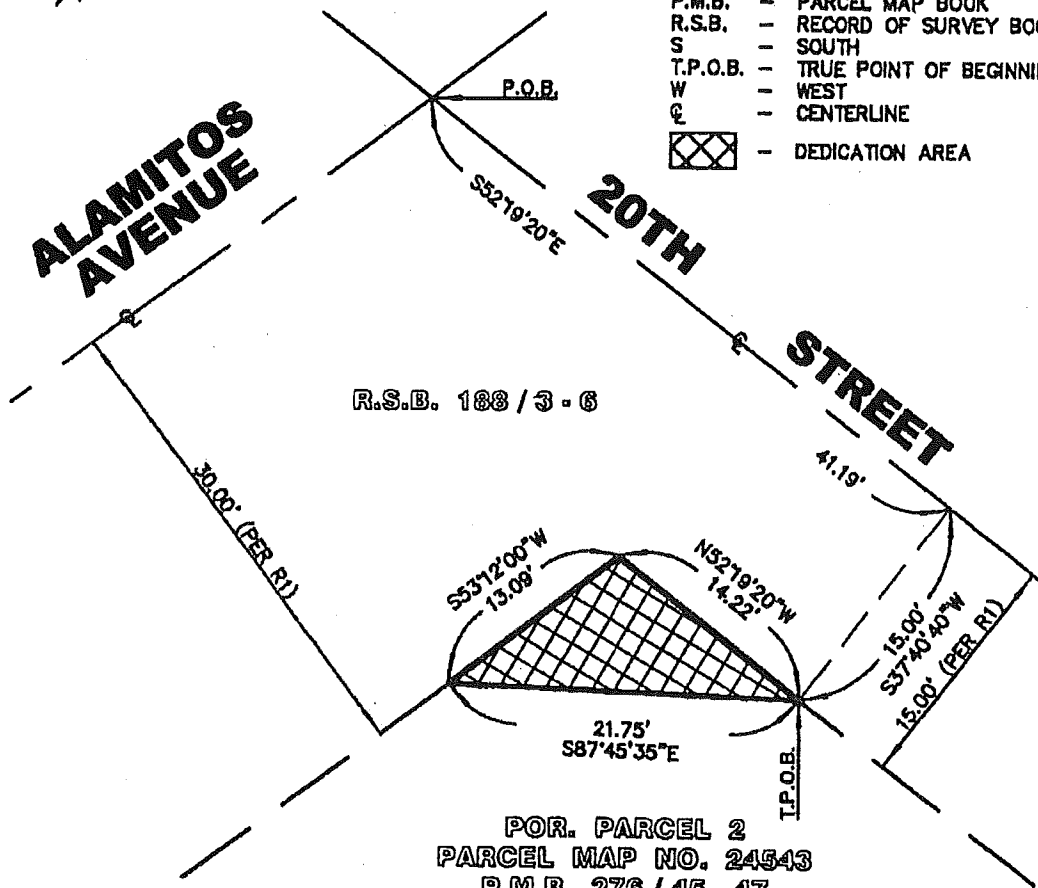 P.M.B. – PARCEL MAP BOOK
R.S.B. – RECORD OF SURVEY
S – SOUTH
T.P.O.B. – TRUE POINT OF
W – WEST
℄ – CENTERLINE
– DEDICATION AREA
P.O.B.
ALAMITOS
AVENUE
S52°19'20"E
20TH
STREET
℄
℄
R.S.B. 188 / 3 - 6
41.19'
30.00' (PER R1)
S53°12'00"W
13.09'
N52°19'20"W
14.22'
15.00'
S37°40'40"W
15.00' (PER R1)
21.75'
S87°45'35"E
T.P.O.B.
POR. PARCEL 2
PARCEL MAP NO. 24543
P.M.B. 276 / 45 - 47